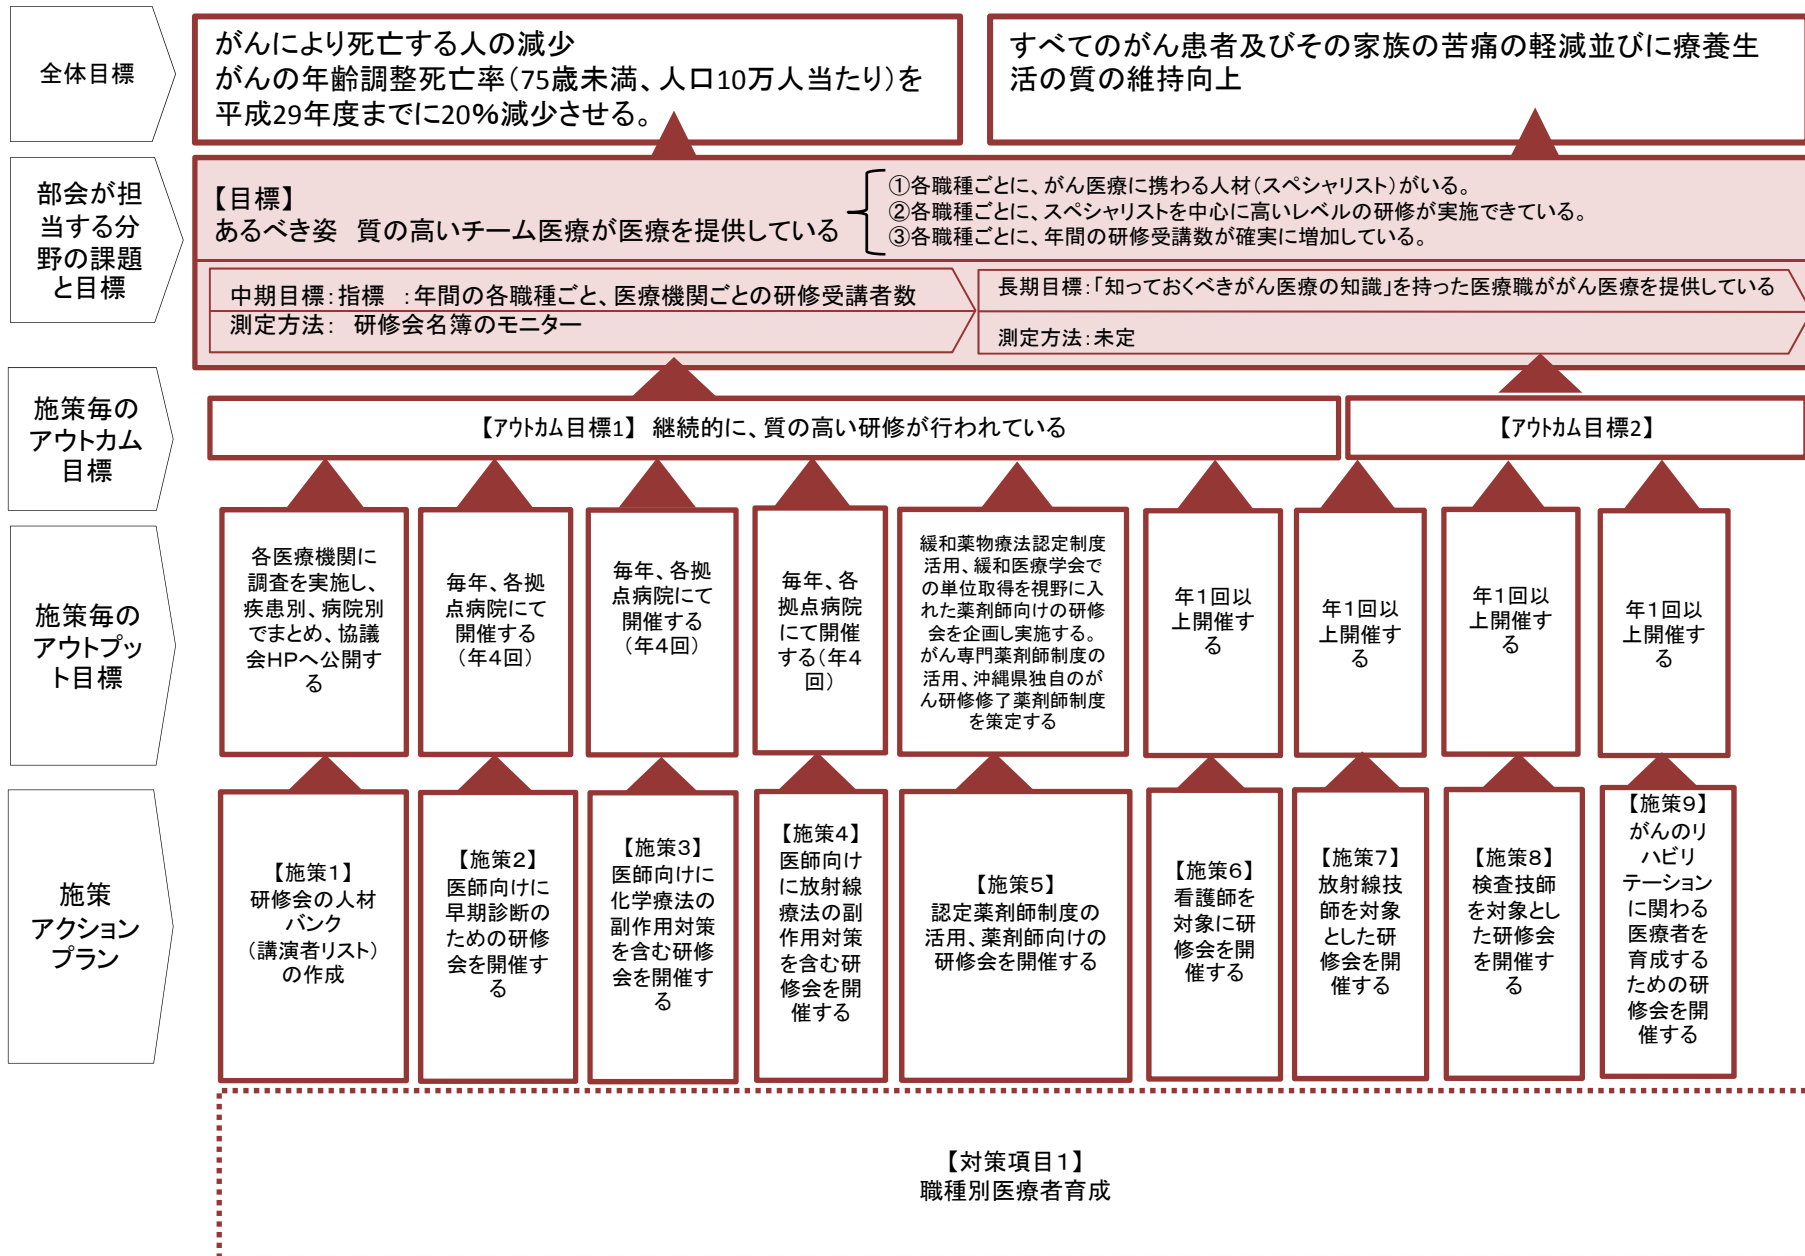 全体目標
がんにより死亡する人の減少
がんの年齢調整死亡率（75歳未満、人口10万人当たり）を
平成29年度までに20％減少させる。
すべてのがん患者及びその家族の苦痛の軽減並びに療養生
活の質の維持向上
部会が担
当する分
野の課題
と目標
【目標】
あるべき姿 質の高いチーム医療が医療を提供している
①各職種ごとに、がん医療に携わる人材（スペシャリスト）がいる。
②各職種ごとに、スペシャリストを中心に高いレベルの研修が実施できている。
③各職種ごとに、年間の研修受講数が確実に増加している。
中期目標：指標 ：年間の各職種ごと、医療機関ごとの研修受講者数
測定方法： 研修会名簿のモニター
長期目標：「知っておくべきがん医療の知識」を持った医療職ががん医療を提供している
測定方法：未定
施策毎の
アウトカム
目標
【アウトカム目標1】 継続的に、質の高い研修が行われている
【アウトカム目標2】
施策毎の
アウトプッ
ト目標
各医療機関に
調査を実施し、
疾患別、病院別
でまとめ、協議
会HPへ公開す
る
毎年、各拠
点病院にて
開催する
（年4回）
毎年、各拠
点病院にて
開催する
（年4回）
毎年、各
拠点病院
にて開催
する（年4
回）
緩和薬物療法認定制度
活用、緩和医療学会で
の単位取得を視野に入
れた薬剤師向けの研修
会を企画し実施する。
がん専門薬剤師制度の
活用、沖縄県独自のが
ん研修修了薬剤師制度
を策定する
年1回以
上開催す
る
年1回以
上開催す
る
年1回以
上開催す
る
年1回以
上開催す
る
施策
アクション
プラン
【施策1】
研修会の人材
バンク
（講演者リスト）
の作成
【施策2】
医師向けに
早期診断の
ための研修
会を開催す
る
【施策3】
医師向けに
化学療法の
副作用対策
を含む研修
会を開催す
る
【施策4】
医師向け
に放射線
療法の副
作用対策
を含む研
修会を開
催する
【施策5】
認定薬剤師制度の
活用、薬剤師向けの
研修会を開催する
【施策6】
看護師を
対象に研
修会を開
催する
【施策7】
放射線技
師を対象
とした研
修会を開
催する
【施策8】
検査技師
を対象とし
た研修会
を開催す
る
【施策9】
がんのリ
ハビリ
テーション
に関わる
医療者を
育成する
ための研
修会を開
催する
【対策項目1】
職種別医療者育成